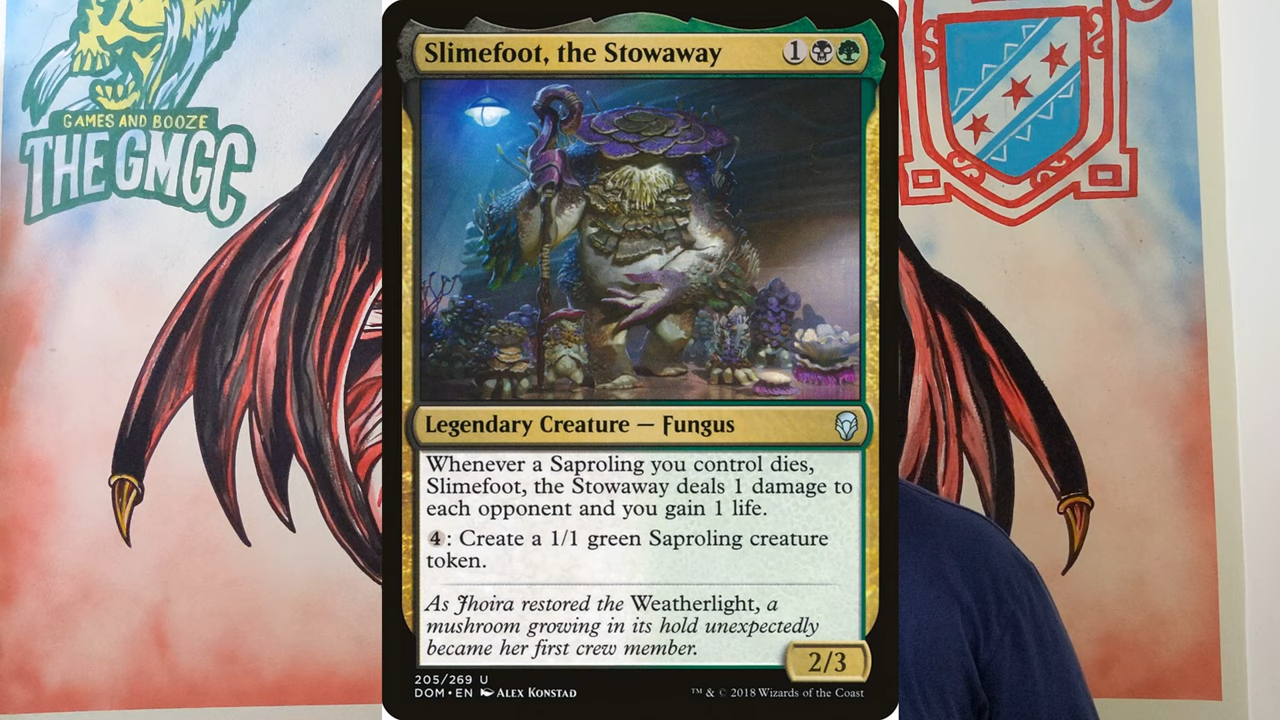 GAMES AND BOOZE
THE GMGC
Slimefoot, the Stowaway 1
Legendary Creature — Fungus
Whenever a Saproling you control dies,
Slimefoot, the Stowaway deals 1 damage to
each opponent and you gain 1 life.
4: Create a 1/1 green Saproling creature
token.
As Jhoira restored the Weatherlight, a
mushroom growing in its hold unexpectedly
became her first crew member.
2/3
205/269 U
DOM • EN ALEX KONSTAD
™ & © 2018 Wizards of the Coast